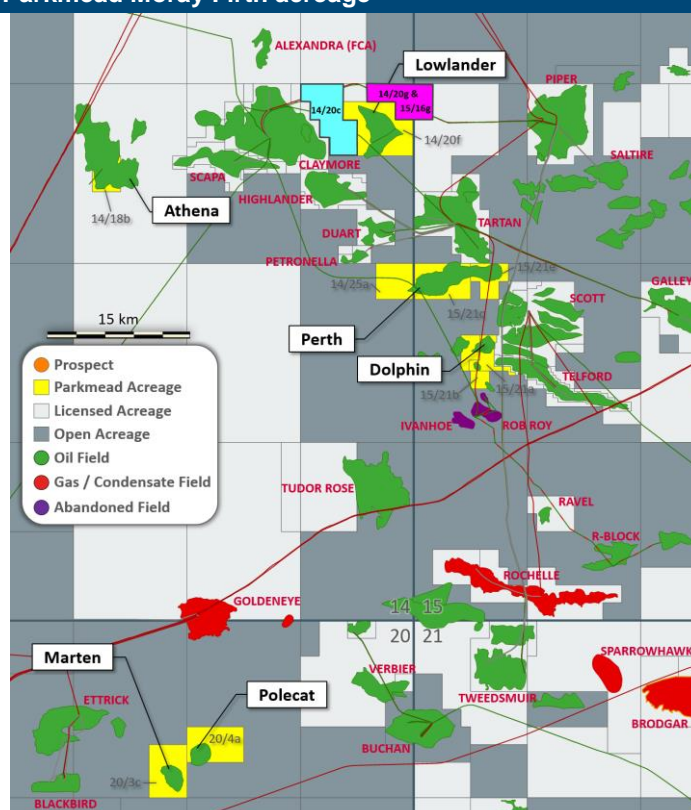 Parkmead Moray Firth acreage
ALEXANDRA (FCA)
Lowlander
14/20c
14/20g &
15/16g
PIPER
14/20f
SCAPA
CLAYMORE
SALTIRE
14/18b
Athena
HIGHLANDER
DUART
TARTAN
PETRONELLA
14/25a
15/21e
15/21c
GALLEY
SCOTT
15 km
Perth
Dolphin
TELFORD
15/21b
15/21a
IVANHOE
ROB ROY
Prospect
Parkmead Acreage
Licensed Acreage
Open Acreage
Oil Field
Gas / Condensate Field
Abandoned Field
TUDOR ROSE
RAVEL
R-BLOCK
ROCHELLE
GOLDENEYE
14 15
20 21
Marten
Polecat
VERBIER
SPARROWHAWK
ETTRICK
TWEEDSMUIR
20/4a
BRODGAR
BUCHAN
20/3c
BLACKBIRD